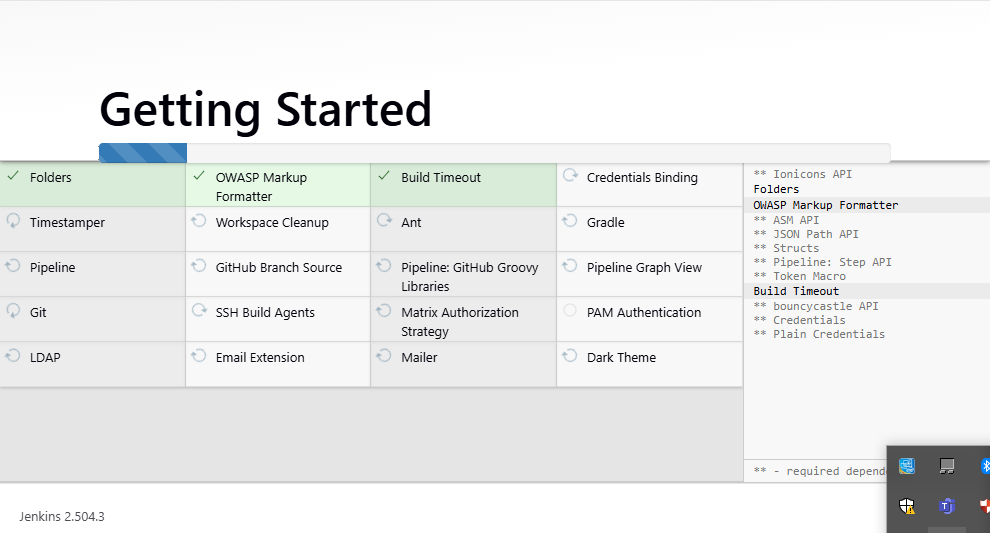 Getting Started
Folders
OWASP Markup
Formatter
Build Timeout
Credentials Binding
Timestamper
Workspace Cleanup
Ant
Gradle
Pipeline
GitHub Branch Source
Pipeline: GitHub Groovy
Libraries
Pipeline Graph View
Git
SSH Build Agents
Matrix Authorization
Strategy
PAM Authentication
LDAP
Email Extension
Mailer
Dark Theme
** Ionicons API
Folders
OWASP Markup Formatter
** ASM API
** JSON Path API
** Structs
** Pipeline: Step API
** Token Macro
Build Timeout
** bouncycastle API
** Credentials
** Plain Credentials
** - required depend
Jenkins 2.504.3